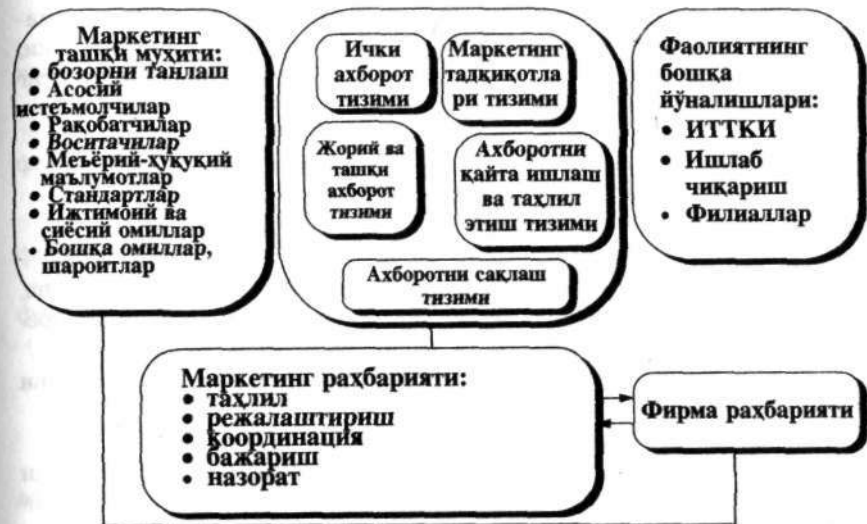 Маркетинг
ташқи муҳити:
• бозорни танлаш
• Асосий
истеъмолчилар
• Рақобатчилар
• Воситачилар
• Меъёрий-ҳуқуқий
маълумотлар
• Стандартлар
• Ижтимоий ва
сиёсий омиллар
• Бошқа омиллар,
шароитлар
Ички
ахборот
тизими
Маркетинг
тадқиқотла
ри тизими
Жорий ва
ташқи
ахборот
тизими
Ахборотни
қайта ишлаш
ва таҳлил
этиш тизими
Ахборотни сақлаш
тизими
Фаолиятнинг
бошқа
йўналишлари:
• ИТТКИ
• Ишлаб
чиқариш
• Филиаллар
Маркетинг раҳбарияти:
• таҳлил
• режалаштириш
• қоординация
• бажариш
• назорат
Фирма раҳбарияти